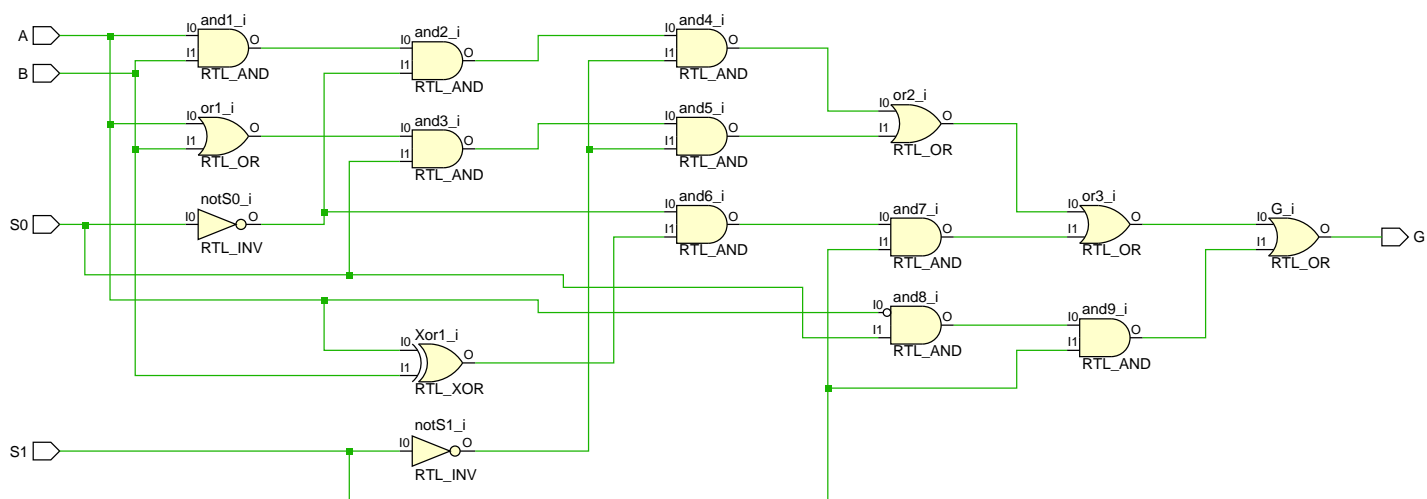 and1_i
A I0 O
B I1
RTL_AND
and2_i
I0 O
I1
RTL_AND
and4_i
I0 O
I1
RTL_AND
or1_i
I0 O
I1
RTL_OR
and3_i
I0 O
I1
RTL_AND
and5_i
I0 O
I1
RTL_AND
or2_i
I0 O
I1
RTL_OR
notS0_i
S0 I0 O
RTL_INV
and6_i
I0 O
I1
RTL_AND
and7_i
I0 O
I1
RTL_AND
or3_i
I0 O
I1
RTL_OR
G_i
I0 O
I1 G
RTL_OR
and8_i
I0 O
I1
RTL_AND
and9_i
I0 O
I1
RTL_AND
Xor1_i
I0 O
I1
RTL_XOR
notS1_i
S1 I0 O
RTL_INV